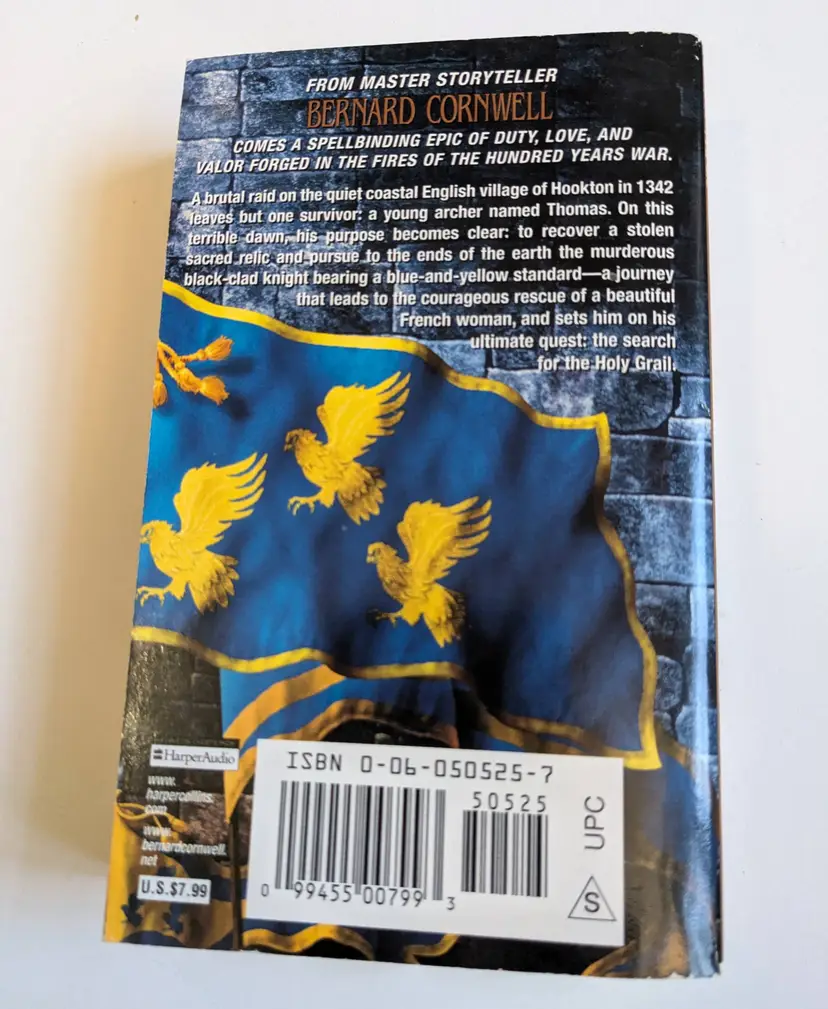 FROM MASTER STORYTELLER
BERNARD CORNWELL
COMES A SPELLBINDING EPIC OF DUTY, LOVE, AND
VALOR FORGED IN THE FIRES OF THE HUNDRED YEARS WAR.
A brutal raid on the quiet coastal English village of Hookton in 1342
leaves but one survivor: a young archer named Thomas. On this
terrible dawn, his purpose becomes clear: to recover a stolen
sacred relic and pursue to the ends of the earth the murderous
black-clad knight bearing a blue-and-yellow standard—a journey
that leads to the courageous rescue of a beautiful
French woman, and sets him on his
ultimate quest: the search
for the Holy Grail.
HarperAudio
www.
harpercollins.
com
www.
bernardcornwell.
net
U.S.$7.99
ISBN 0-06-050525-7
50525
0 99455 00799 3
UPC
S